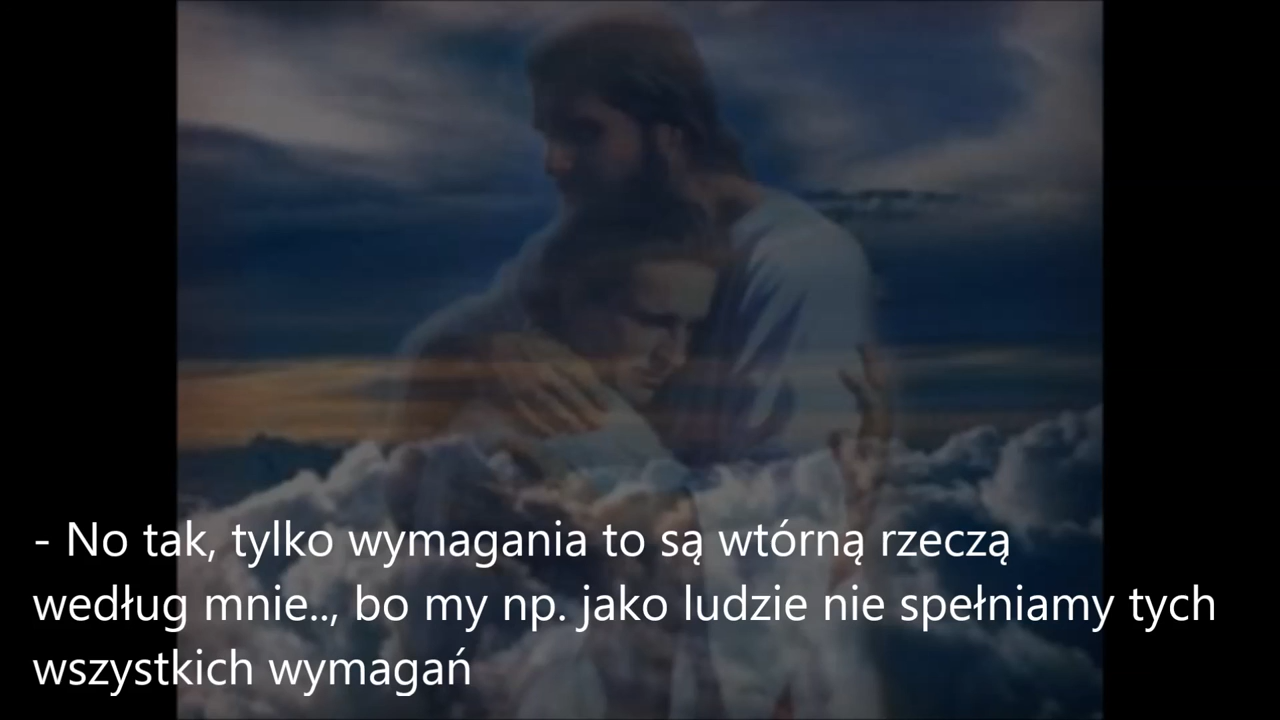 - No tak, tylko wymagania to są wtórną rzeczą
według mnie.., bo my np. jako ludzie nie spełniamy tych
wszystkich wymagań